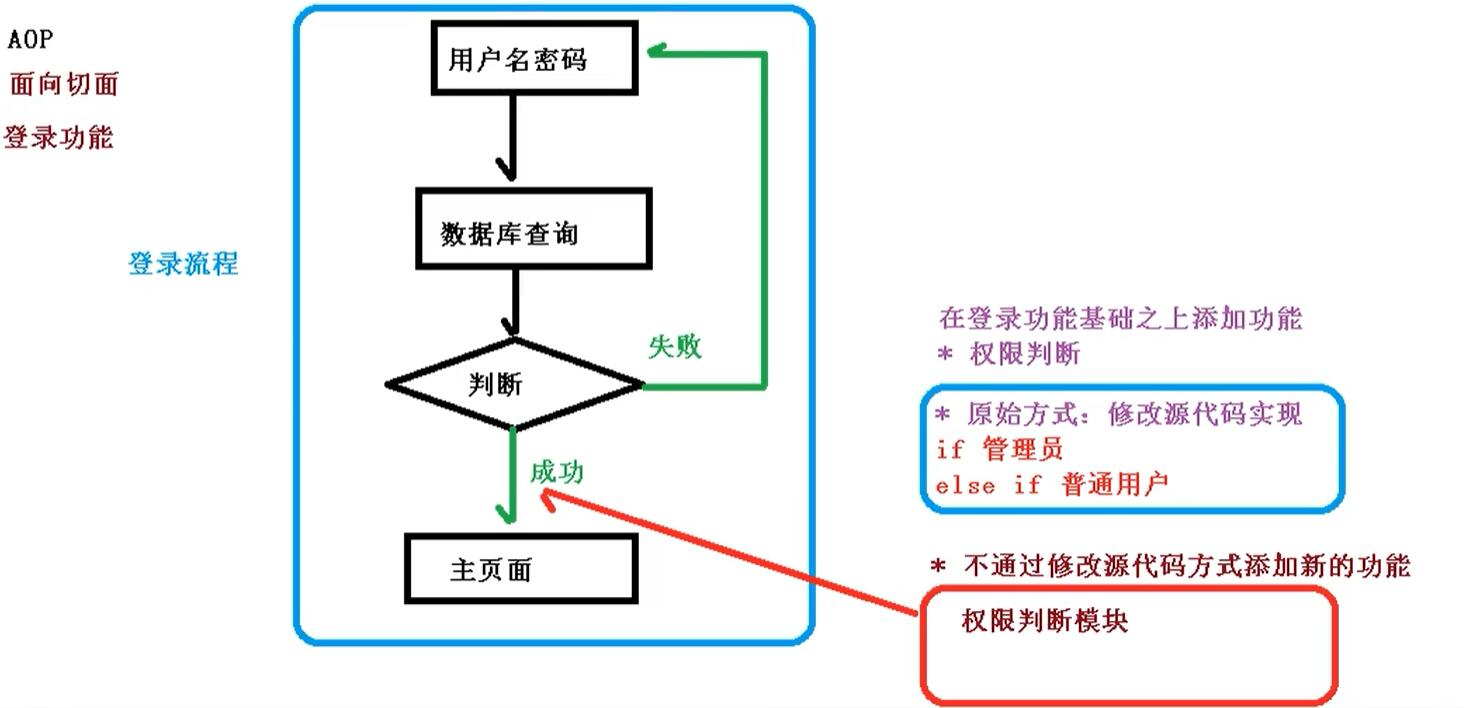 AOP
面向切面
登录功能
登录流程
用户名密码
数据库查询
判断
失败
成功
主页面
在登录功能基础之上添加功能
* 权限判断
* 原始方式：修改源代码实现
if 管理员
else if 普通用户
* 不通过修改源代码方式添加新的功能
权限判断模块